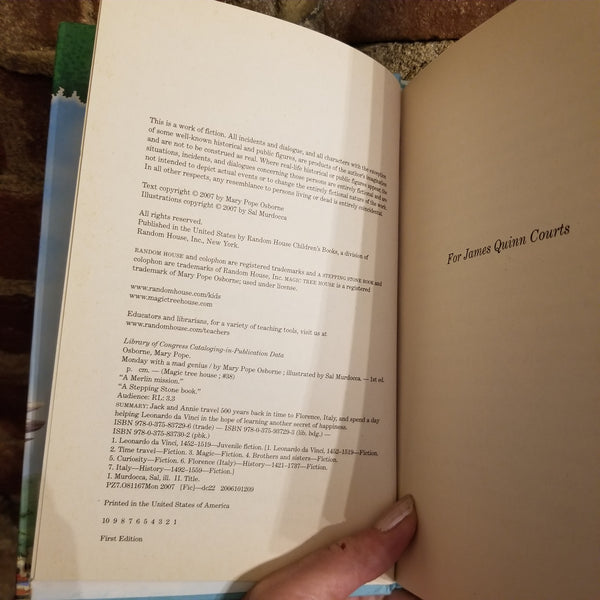 This is a work of fiction. All incidents and dialogue, and all characters with the exception
of some well-known historical and public figures, are products of the author's imagination
and are not to be construed as real. Where real-life historical or public figures appear, the
situations, incidents, and dialogues concerning those persons are entirely fictional and are
not intended to depict actual events or to change the entirely fictional nature of the work.
In all other respects, any resemblance to persons living or dead is entirely coincidental.
Text copyright © 2007 by Mary Pope Osborne
Illustrations copyright © 2007 by Sal Murdocca
All rights reserved.
Published in the United States by Random House Children's Books, a division of
Random House, Inc., New York.
RANDOM HOUSE and colophon are registered trademarks and A STEPPING STONE BOOK and
colophon are trademarks of Random House, Inc. MAGIC TREE HOUSE is a registered
trademark of Mary Pope Osborne; used under license.
www.randomhouse.com/kids
www.magictreehouse.com
Educators and librarians, for a variety of teaching tools, visit us at
www.randomhouse.com/teachers
Library of Congress Cataloging-in-Publication Data
Osborne, Mary Pope.
Monday with a mad genius / by Mary Pope Osborne ; illustrated by Sal Murdocca. — 1st ed.
p. cm. — (Magic tree house ; #38)
"A Merlin mission."
"A Stepping Stone book."
Audience: RL: 3.3
SUMMARY: Jack and Annie travel 500 years back in time to Florence, Italy, and spend a day
helping Leonardo da Vinci in the hope of learning another secret of happiness.
ISBN 978-0-375-83729-6 (trade) — ISBN 978-0-375-93729-3 (lib. bdg.) —
ISBN 978-0-375-83730-2 (pbk.)
1. Leonardo da Vinci, 1452–1519—Juvenile fiction. [1. Leonardo da Vinci, 1452–1519—Fiction.
2. Time travel—Fiction. 3. Magic—Fiction. 4. Brothers and sisters—Fiction.
5. Curiosity—Fiction. 6. Florence (Italy)—History—1421–1737—Fiction.
7. Italy—History—1492–1559—Fiction.]
I. Murdocca, Sal, ill. II. Title.
PZ7.O81167Mon 2007 [Fic]—dc22 2006101209
Printed in the United States of America
10 9 8 7 6 5 4 3 2 1
First Edition
For James Quinn Courts